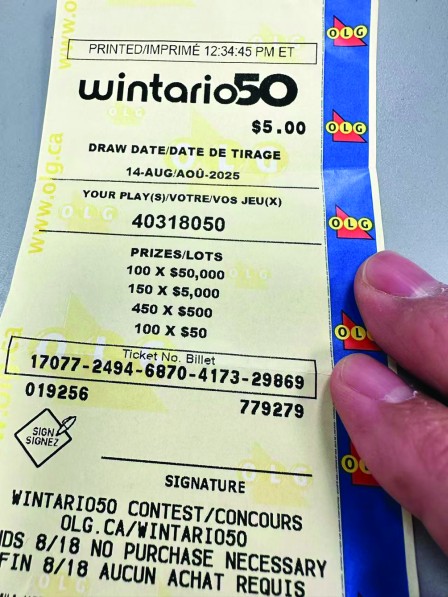 PRINTED/IMPRIMÉ 12:34:45 PM ET
wintario50
$5.00
DRAW DATE/DATE DE TIRAGE
14-AUG/AOÛ-2025
YOUR PLAY(S)/VOTRE/VOS JEU(X)
40318050
PRIZES/LOTS
100 X $50,000
150 X $5,000
450 X $500
100 X $50
Ticket No. Billet
17077-2494-6870-4173-29869
019256 779279
SIGN
SIGNEZ
SIGNATURE
WINTARIO50 CONTEST/CONCOURS
OLG.CA/WINTARIO50
NDS 8/18 NO PURCHASE NECESSARY
FIN 8/18 AUCUN ACHAT REQUIS
www.olg.ca
OLG
OLG
OLG
OLG